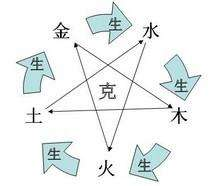 金 生 水
生 克 生
土 木
生 火 生